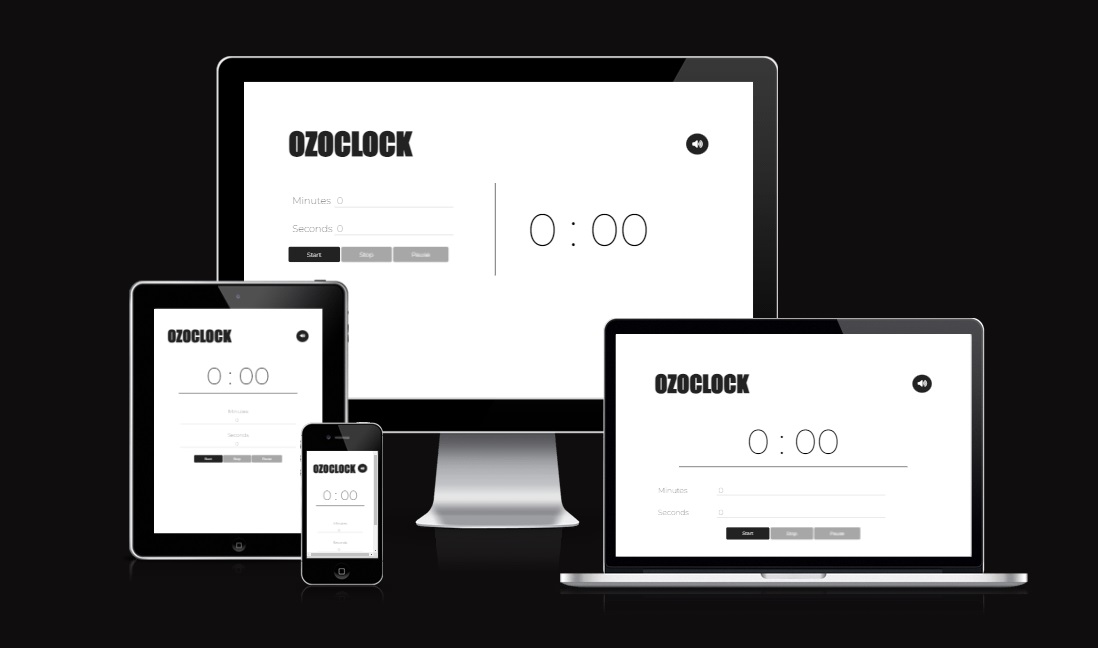 OZOCLOCK
Minutes 0
Seconds 0
Start Stop Pause
0 : 00
OZOCLOCK
0 : 00
Minutes
0
Seconds
0
Start Stop Pause
OZOCLOCK
0 : 00
Minutes
0
Seconds
0
OZOCLOCK
0 : 00
Minutes 0
Seconds 0
Start Stop Pause